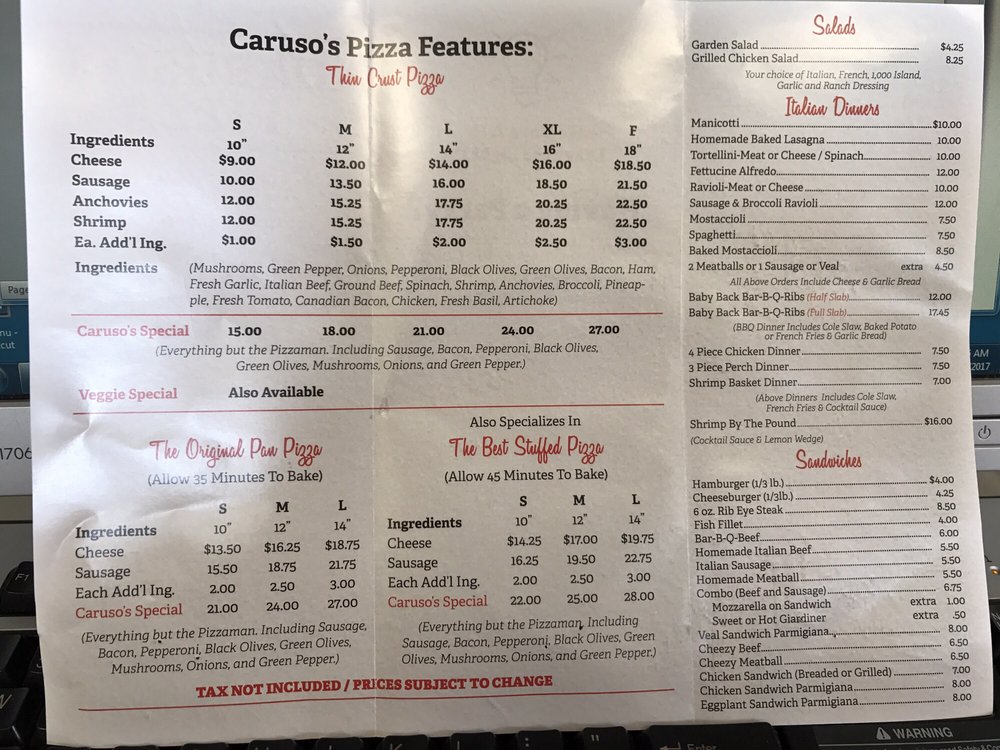 Caruso's Pizza Features:
Thin Crust Pizza
S M L XL F
Ingredients 10" 12" 14" 16" 18"
Cheese $9.00 $12.00 $14.00 $16.00 $18.50
Sausage 10.00 13.50 16.00 18.50 21.50
Anchovies 12.00 15.25 17.75 20.25 22.50
Shrimp 12.00 15.25 17.75 20.25 22.50
Ea. Add'l Ing. $1.00 $1.50 $2.00 $2.50 $3.00
Ingredients (Mushrooms, Green Pepper, Onions, Pepperoni, Black Olives, Green Olives, Bacon, Ham,
Fresh Garlic, Italian Beef, Ground Beef, Spinach, Shrimp, Anchovies, Broccoli, Pineap-
ple, Fresh Tomato, Canadian Bacon, Chicken, Fresh Basil, Artichoke)
Caruso's Special 15.00 18.00 21.00 24.00 27.00
(Everything but the Pizzaman. Including Sausage, Bacon, Pepperoni, Black Olives,
Green Olives, Mushrooms, Onions, and Green Pepper.)
Veggie Special Also Available
The Original Pan Pizza
(Allow 35 Minutes To Bake)
S M L
Ingredients 10" 12" 14"
Cheese $13.50 $16.25 $18.75
Sausage 15.50 18.75 21.75
Each Add'l Ing. 2.00 2.50 3.00
Caruso's Special 21.00 24.00 27.00
(Everything but the Pizzaman. Including Sausage,
Bacon, Pepperoni, Black Olives, Green Olives,
Mushrooms, Onions, and Green Pepper.)
Also Specializes In
The Best Stuffed Pizza
(Allow 45 Minutes To Bake)
S M L
Ingredients 10" 12" 14"
Cheese $14.25 $17.00 $19.75
Sausage 16.25 19.50 22.75
Each Add'l Ing. 2.00 2.50 3.00
Caruso's Special 22.00 25.00 28.00
(Everything but the Pizzaman, Including
Sausage, Bacon, Pepperoni, Black Olives, Green
Olives, Mushrooms, Onions, and Green Pepper.)
TAX NOT INCLUDED / PRICES SUBJECT TO CHANGE
Salads
Garden Salad $4.25
Grilled Chicken Salad 8.25
Your choice of Italian, French, 1,000 Island,
Garlic and Ranch Dressing
Italian Dinners
Manicotti $10.00
Homemade Baked Lasagna 10.00
Tortellini-Meat or Cheese / Spinach 10.00
Fettucine Alfredo 12.00
Ravioli-Meat or Cheese 10.00
Sausage & Broccoli Ravioli 12.00
Mostaccioli 7.50
Spaghetti 7.50
Baked Mostaccioli 8.50
2 Meatballs or 1 Sausage or Veal extra 4.50
All Above Orders Include Cheese & Garlic Bread
Baby Back Bar-B-Q-Ribs (Half Slab) 12.00
Baby Back Bar-B-Q-Ribs (Full Slab) 17.45
(BBQ Dinner Includes Cole Slaw, Baked Potato
or French Fries & Garlic Bread)
4 Piece Chicken Dinner 7.50
3 Piece Perch Dinner 7.50
Shrimp Basket Dinner 7.00
(Above Dinners Includes Cole Slaw,
French Fries & Cocktail Sauce)
Shrimp By The Pound $16.00
(Cocktail Sauce & Lemon Wedge)
Sandwiches
Hamburger (1/3 lb.) $4.00
Cheeseburger (1/3lb.) 4.25
6 oz. Rib Eye Steak 8.50
Fish Fillet 4.00
Bar-B-Q-Beef 6.00
Homemade Italian Beef 5.50
Italian Sausage 5.50
Homemade Meatball 5.50
Combo (Beef and Sausage) 6.75
Mozzarella on Sandwich extra 1.00
Sweet or Hot Giardiner extra .50
Veal Sandwich Parmigiana 8.00
Cheezy Beef 6.50
Cheezy Meatball 6.50
Chicken Sandwich (Breaded or Grilled) 7.00
Chicken Sandwich Parmigiana 8.00
Eggplant Sandwich Parmigiana 8.00
Page
cut
1706
AM
2017
F1
WARNING
Enter